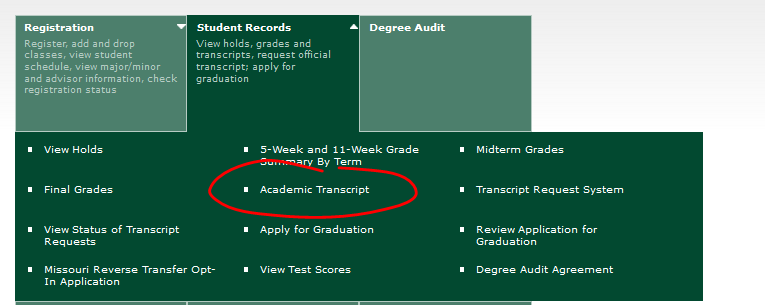 Registration
Register, add and drop
classes, view student
schedule, view major/minor
and advisor information, check
registration status
Student Records
View holds, grades and
transcripts, request official
transcript; apply for
graduation
Degree Audit
View Holds
5-Week and 11-Week Grade
Summary By Term
Midterm Grades
Final Grades
Academic Transcript
Transcript Request System
View Status of Transcript
Requests
Apply for Graduation
Review Application for
Graduation
Missouri Reverse Transfer Opt-
In Application
View Test Scores
Degree Audit Agreement